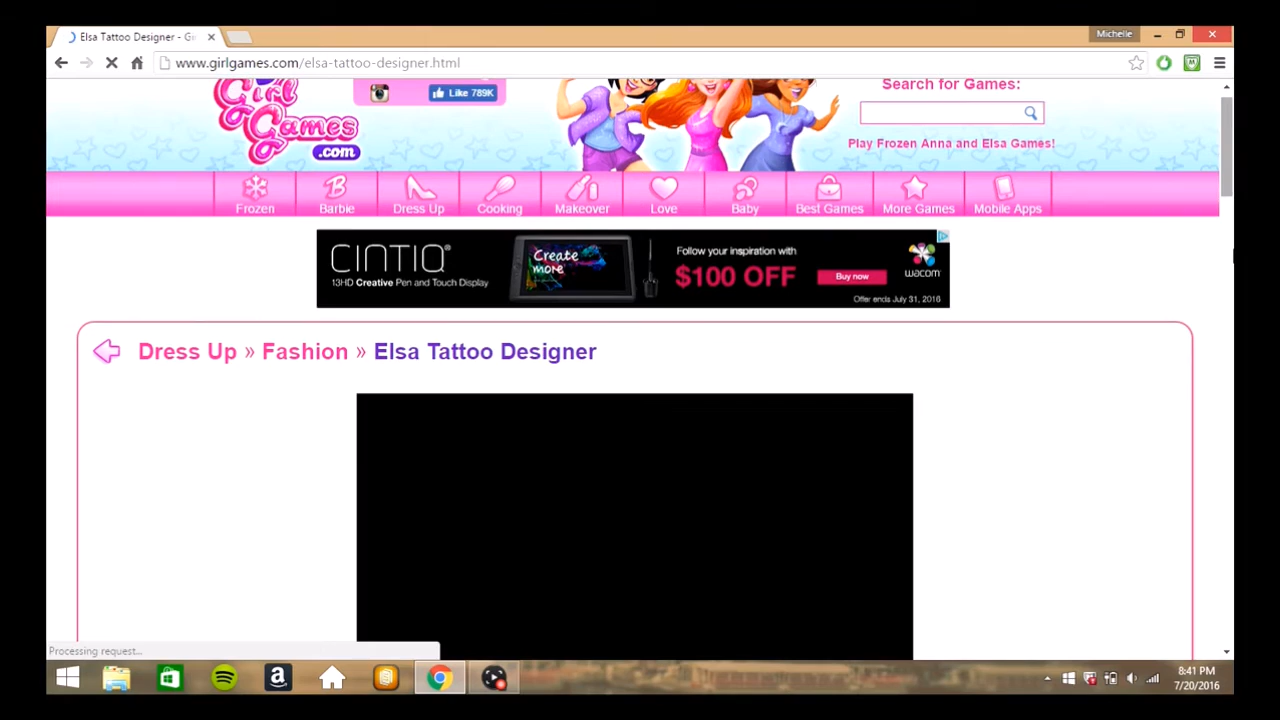 Elsa Tattoo Designer - Gi
Michelle
www.girlgames.com/elsa-tattoo-designer.html
Girl Games .com
Like 789K
Search for Games:
Play Frozen Anna and Elsa Games!
Frozen
Barbie
Dress Up
Cooking
Makeover
Love
Baby
Best Games
More Games
Mobile Apps
CINTIQ®
13HD Creative Pen and Touch Display
Create more
Follow your inspiration with
$100 OFF
Buy now
wacom
Offer ends July 31, 2016
Dress Up » Fashion » Elsa Tattoo Designer
Processing request...
8:41 PM
7/20/2016